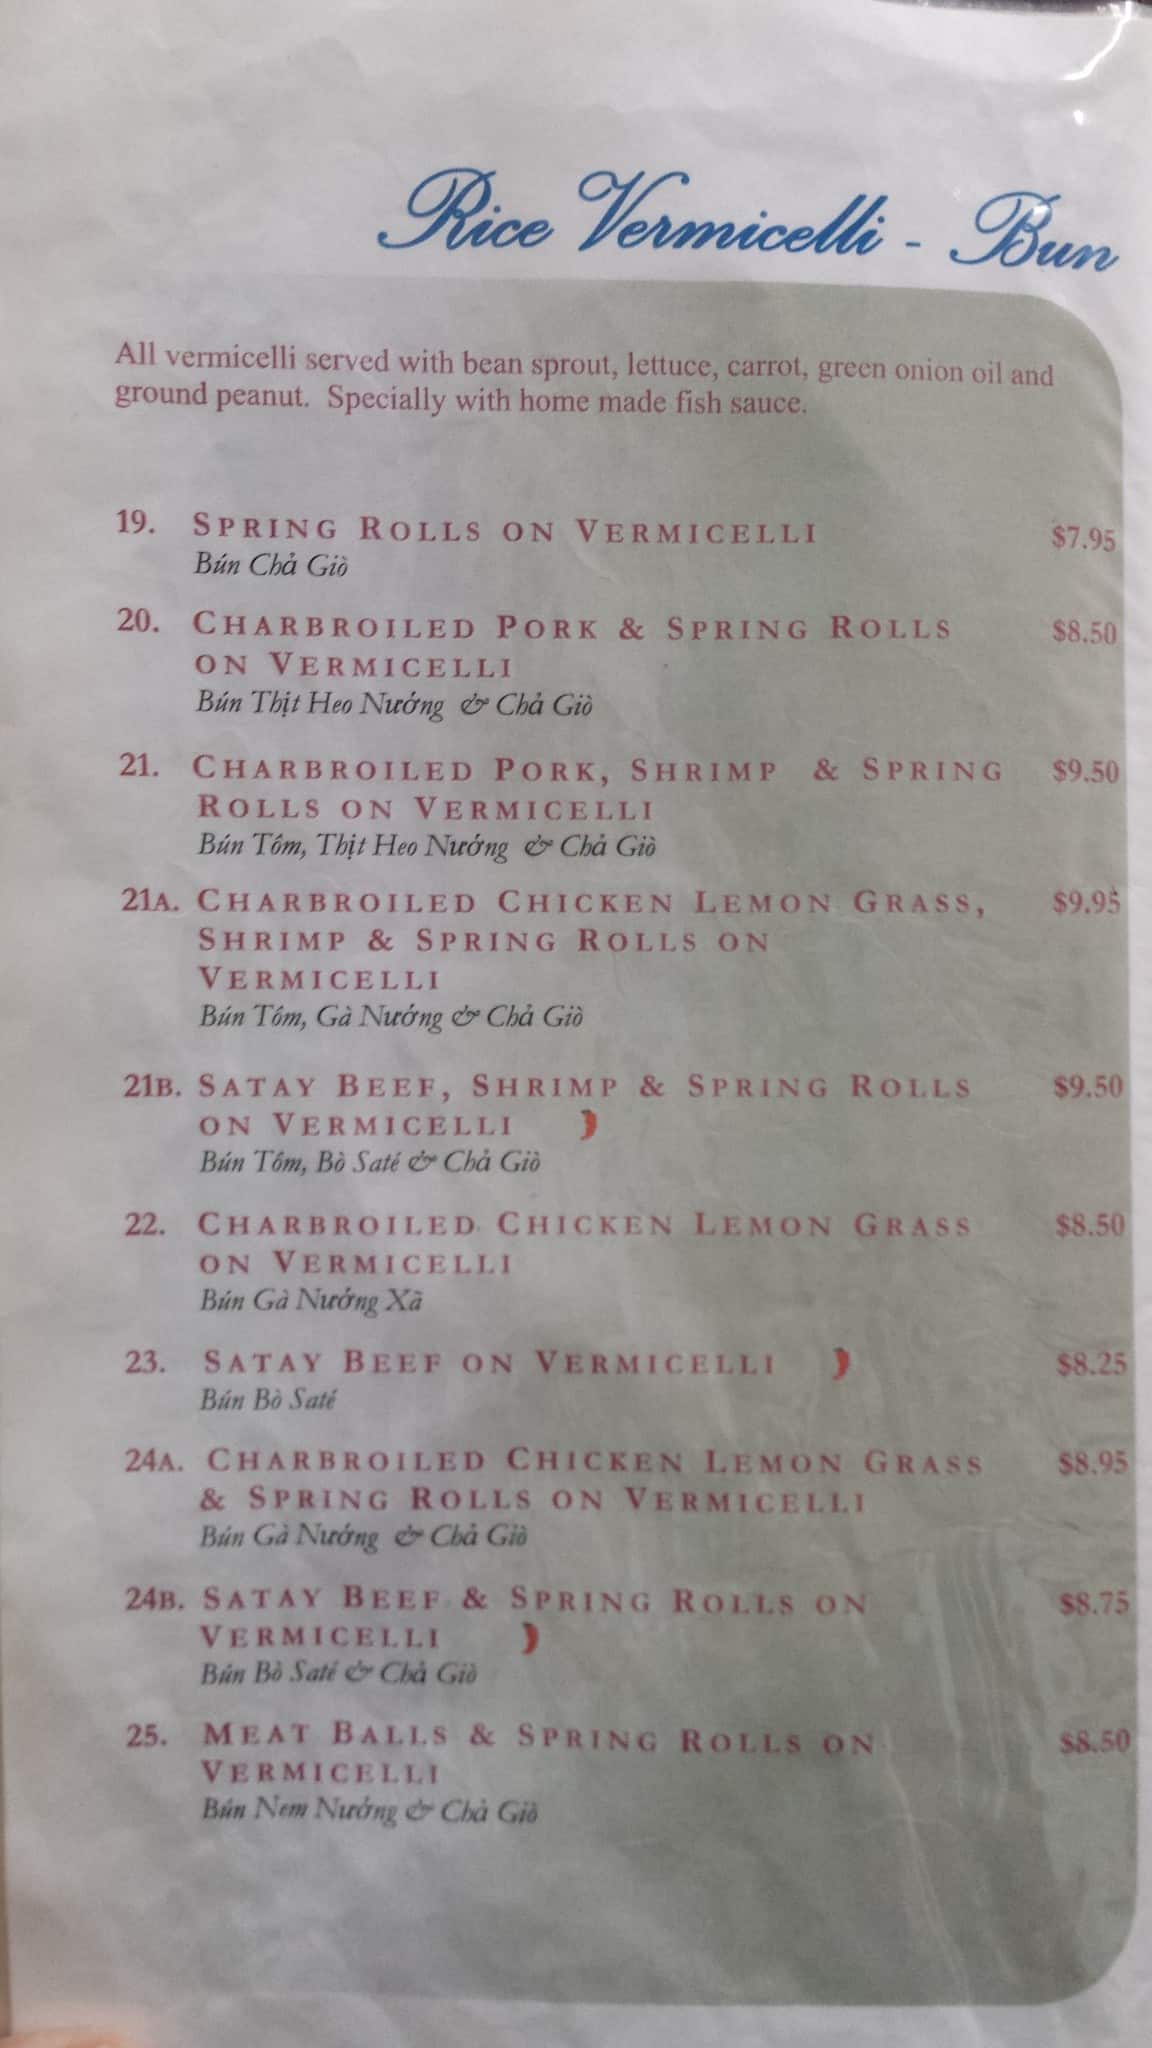 Rice Vermicelli - Bun
All vermicelli served with bean sprout, lettuce, carrot, green onion oil and
ground peanut. Specially with home made fish sauce.
19. SPRING ROLLS ON VERMICELLI $7.95
Bún Chả Giò
20. CHARBROILED PORK & SPRING ROLLS $8.50
ON VERMICELLI
Bún Thịt Heo Nướng & Chả Giò
21. CHARBROILED PORK, SHRIMP & SPRING $9.50
ROLLS ON VERMICELLI
Bún Tôm, Thịt Heo Nướng & Chả Giò
21A. CHARBROILED CHICKEN LEMON GRASS, $9.95
SHRIMP & SPRING ROLLS ON
VERMICELLI
Bún Tôm, Gà Nướng & Chả Giò
21B. SATAY BEEF, SHRIMP & SPRING ROLLS $9.50
ON VERMICELLI
Bún Tôm, Bò Saté & Chả Giò
22. CHARBROILED CHICKEN LEMON GRASS $8.50
ON VERMICELLI
Bún Gà Nướng Xã
23. SATAY BEEF ON VERMICELLI $8.25
Bún Bò Saté
24A. CHARBROILED CHICKEN LEMON GRASS $8.95
& SPRING ROLLS ON VERMICELLI
Bún Gà Nướng & Chả Giò
24B. SATAY BEEF & SPRING ROLLS ON $8.75
VERMICELLI
Bún Bò Saté & Chả Giò
25. MEAT BALLS & SPRING ROLLS ON $8.50
VERMICELLI
Bún Nem Nướng & Chả Giò